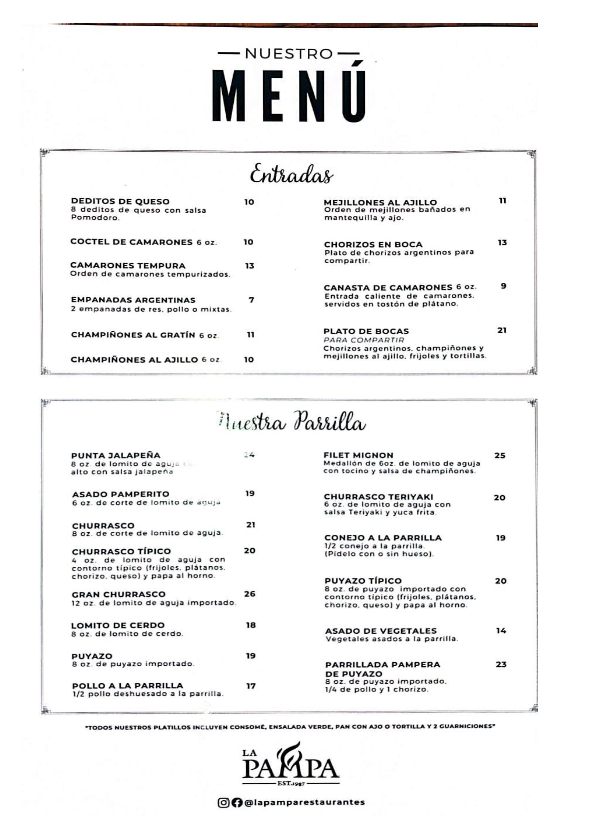 NUESTRO
MENÚ
Entradas
DEDITOS DE QUESO 10
8 deditos de queso con salsa
Pomodoro.
COCTEL DE CAMARONES 6 oz. 10
CAMARONES TEMPURA 13
Orden de camarones tempurizados.
EMPANADAS ARGENTINAS 7
2 empanadas de res, pollo o mixtas.
CHAMPIÑONES AL GRATÍN 6 oz. 11
CHAMPIÑONES AL AJILLO 6 oz 10
MEJILLONES AL AJILLO 11
Orden de mejillones bañados en
mantequilla y ajo.
CHORIZOS EN BOCA 13
Plato de chorizos argentinos para
compartir.
CANASTA DE CAMARONES 6 oz. 9
Entrada caliente de camarones,
servidos en tostón de plátano.
PLATO DE BOCAS 21
PARA COMPARTIR
Chorizos argentinos, champiñones y
mejillones al ajillo, frijoles y tortillas.
Nuestra Parrilla
PUNTA JALAPEÑA 24
8 oz. de lomito de aguja
alto con salsa jalapeña
ASADO PAMPERITO 19
6 oz. de corte de lomito de aguja
CHURRASCO 21
8 oz. de corte de lomito de aguja.
CHURRASCO TÍPICO 20
4 oz. de lomito de aguja con
contorno típico (frijoles, plátanos,
chorizo, queso) y papa al horno.
GRAN CHURRASCO 26
12 oz. de lomito de aguja importado.
LOMITO DE CERDO 18
8 oz. de lomito de cerdo.
PUYAZO 19
8 oz. de puyazo importado.
POLLO A LA PARRILLA 17
1/2 pollo deshuesado a la parrilla.
FILET MIGNON 25
Medallón de 6oz. de lomito de aguja
con tocino y salsa de champiñones.
CHURRASCO TERIYAKI 20
6 oz. de lomito de aguja con
salsa Teriyaki y yuca frita.
CONEJO A LA PARRILLA 19
1/2 conejo a la parrilla.
(Pídelo con o sin hueso).
PUYAZO TÍPICO 20
8 oz. de puyazo importado con
contorno típico (frijoles, plátanos,
chorizo, queso) y papa al horno.
ASADO DE VEGETALES 14
Vegetales asados a la parrilla.
PARRILLADA PAMPERA 23
DE PUYAZO
8 oz. de puyazo importado,
1/4 de pollo y 1 chorizo.
*TODOS NUESTROS PLATILLOS INCLUYEN CONSOMÉ, ENSALADA VERDE, PAN CON AJO O TORTILLA Y 2 GUARNICIONES*
LA
PAMPA
EST.1987
@lapamparestaurantes